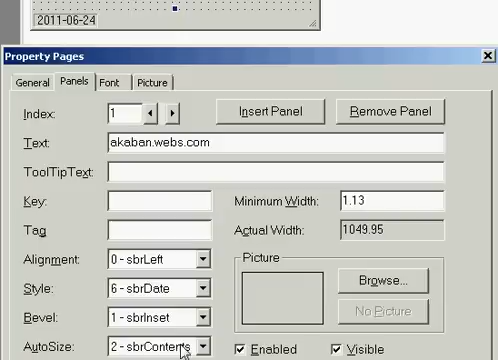 2011-06-24
Property Pages
General Panels Font Picture
Index: 1 Insert Panel Remove Panel
Text: akaban.webs.com
ToolTipText:
Key: Minimum Width: 1.13
Tag Actual Width: 1049.95
Alignment: 0 - sbrLeft Picture
Style: 6 - sbrDate Browse...
Bevel: 1 - sbrInset No Picture
AutoSize: 2 - sbrContents Enabled Visible